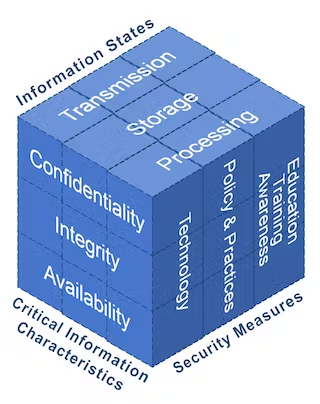 Information States
Transmission
Storage
Processing
Confidentiality
Integrity
Availability
Technology
Policy & Practices
Education
Training
Awareness
Critical Information
Characteristics
Security Measures